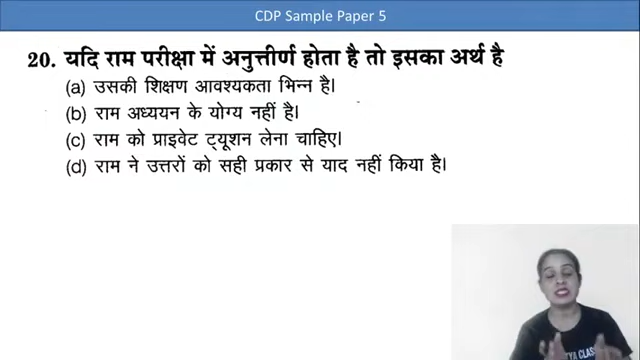 CDP Sample Paper 5
20. यदि राम परीक्षा में अनुत्तीर्ण होता है तो इसका अर्थ है
(a) उसकी शिक्षण आवश्यकता भिन्न है।
(b) राम अध्ययन के योग्य नहीं है।
(c) राम को प्राइवेट ट्यूशन लेना चाहिए।
(d) राम ने उत्तरों को सही प्रकार से याद नहीं किया है।